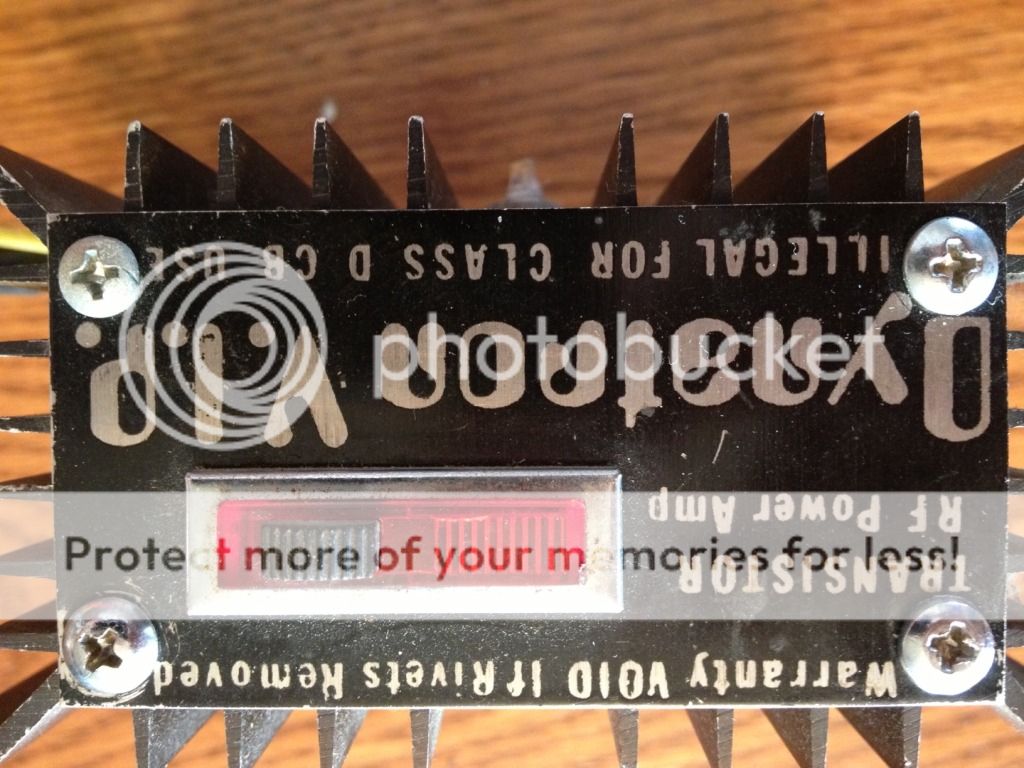 Warranty VOID If Rivets Removed
TRANSISTOR
RF Power Amp
ILLEGAL FOR CLASS D CB USE
photobucket
Protect more of your memories for less!